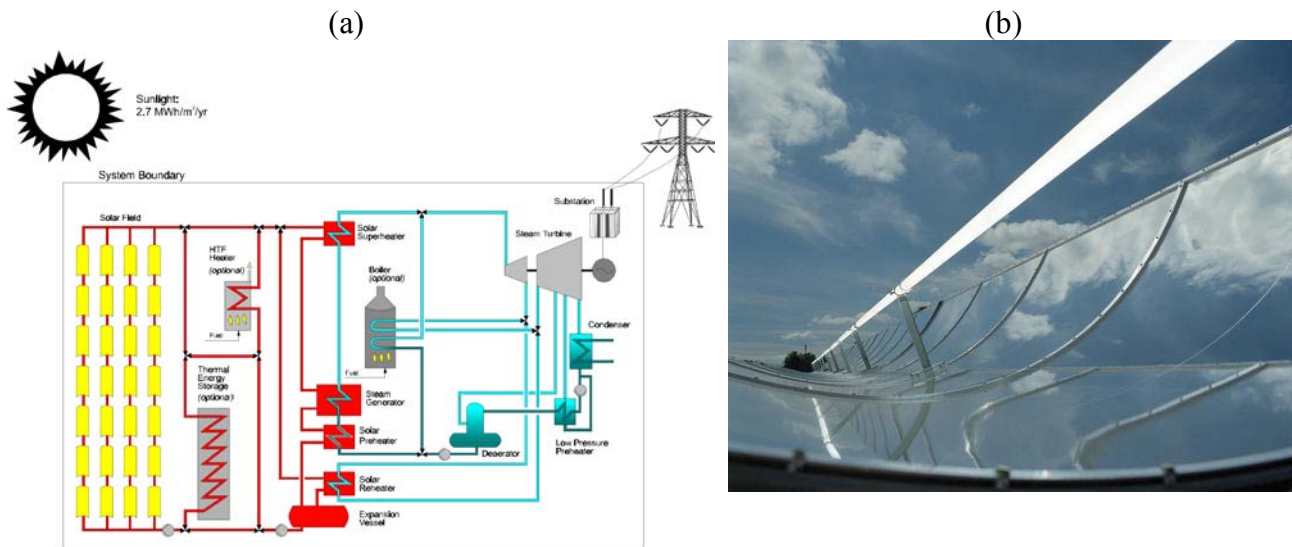 (a)
(b)
Sunlight:
2.7 MWh/m²/yr
System Boundary
Substation
Solar Field
Solar
Superheater
Steam Turbine
HTF
Heater
(optional)
Boiler
(optional)
Condenser
Fuel
Thermal
Energy
Storage
(optional)
Fuel
Steam
Generator
Solar
Preheater
Deaerator
Low Pressure
Preheater
Solar
Reheater
Expansion
Vessel